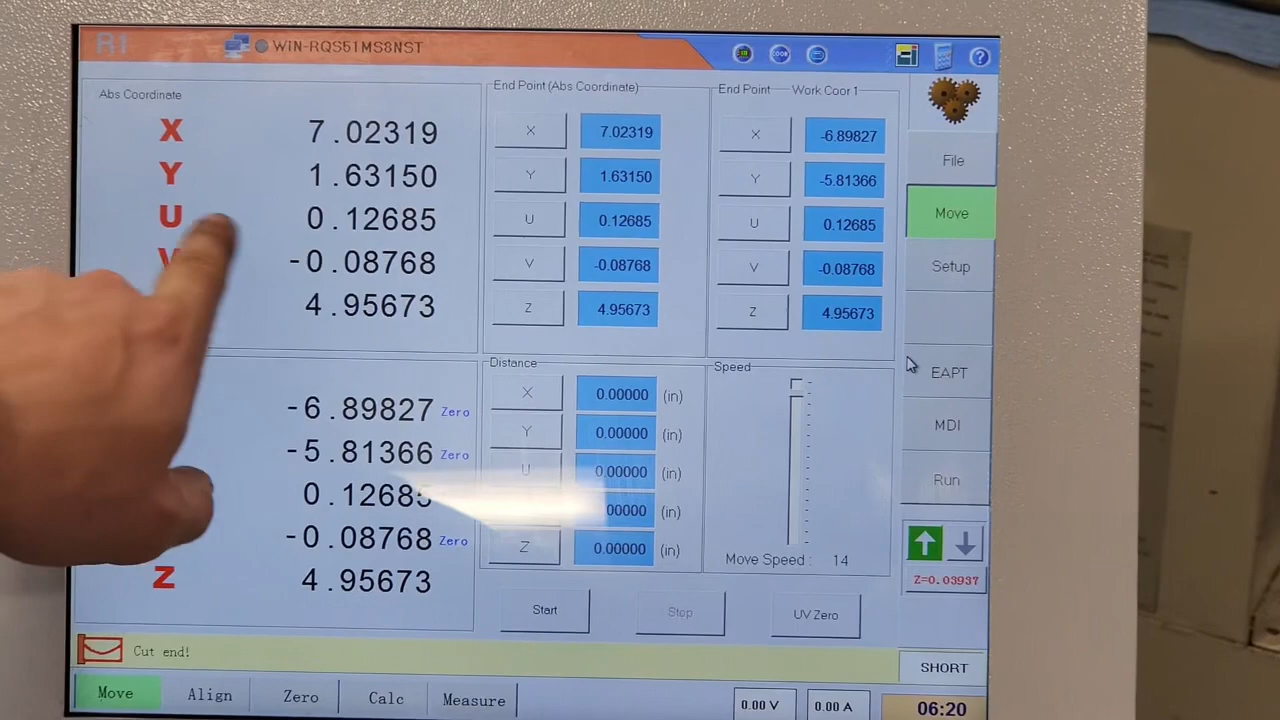 R1 WIN-RQS51MS8NST
Abs Coordinate
X 7.02319
Y 1.63150
U 0.12685
V -0.08768
4.95673
End Point (Abs Coordinate)
X 7.02319
Y 1.63150
U 0.12685
V -0.08768
Z 4.95673
End Point Work Coor 1
X -6.89827
Y -5.81366
U 0.12685
V -0.08768
Z 4.95673
File
Move
Setup
EAPT
MDI
Run
-6.89827 Zero
-5.81366 Zero
0.12685
-0.08768 Zero
Z 4.95673
Distance
X 0.00000 (in)
Y 0.00000 (in)
U 0.00000 (in)
00000 (in)
Z 0.00000 (in)
Speed
Move Speed : 14
Z=0.03937
Start Stop UV Zero
Cut end!
SHORT
Move Align Zero Calc Measure 0.00 V 0.00 A 06:20